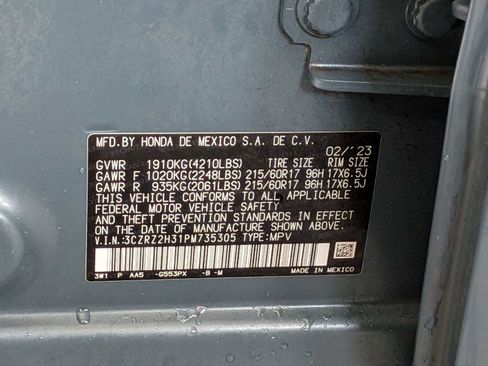 MFD.BY HONDA DE MEXICO S.A. DE C.V.
02/'23
GVWR 1910KG(4210LBS) TIRE SIZE RIM SIZE
GAWR F 1020KG(2248LBS) 215/60R17 96H 17X6.5J
GAWR R 935KG(2061LBS) 215/60R17 96H 17X6.5J
THIS VEHICLE CONFORMS TO ALL APPLICABLE
FEDERAL MOTOR VEHICLE SAFETY
AND THEFT PREVENTION STANDARDS IN EFFECT
ON THE DATE OF MANUFACTURE SHOWN ABOVE.
V.I.N.:3CZRZ2H31PM735305 TYPE:MPV
3W1 P AA5 -G553PX -B -M MADE IN MEXICO